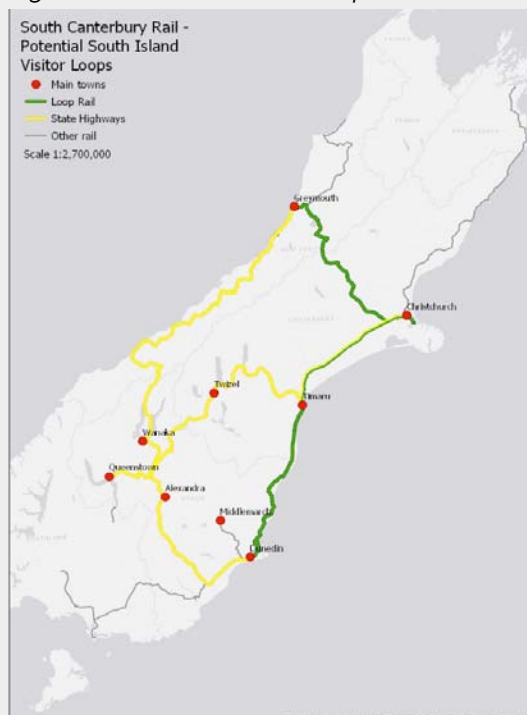 South Canterbury Rail -
Potential South Island
Visitor Loops
Main towns
Loop Rail
State Highways
Other rail
Scale 1:2,700,000
Greymouth
Christchurch
Twizel
Timaru
Wanaka
Queenstown
Alexandra
Middlemarch
Dunedin